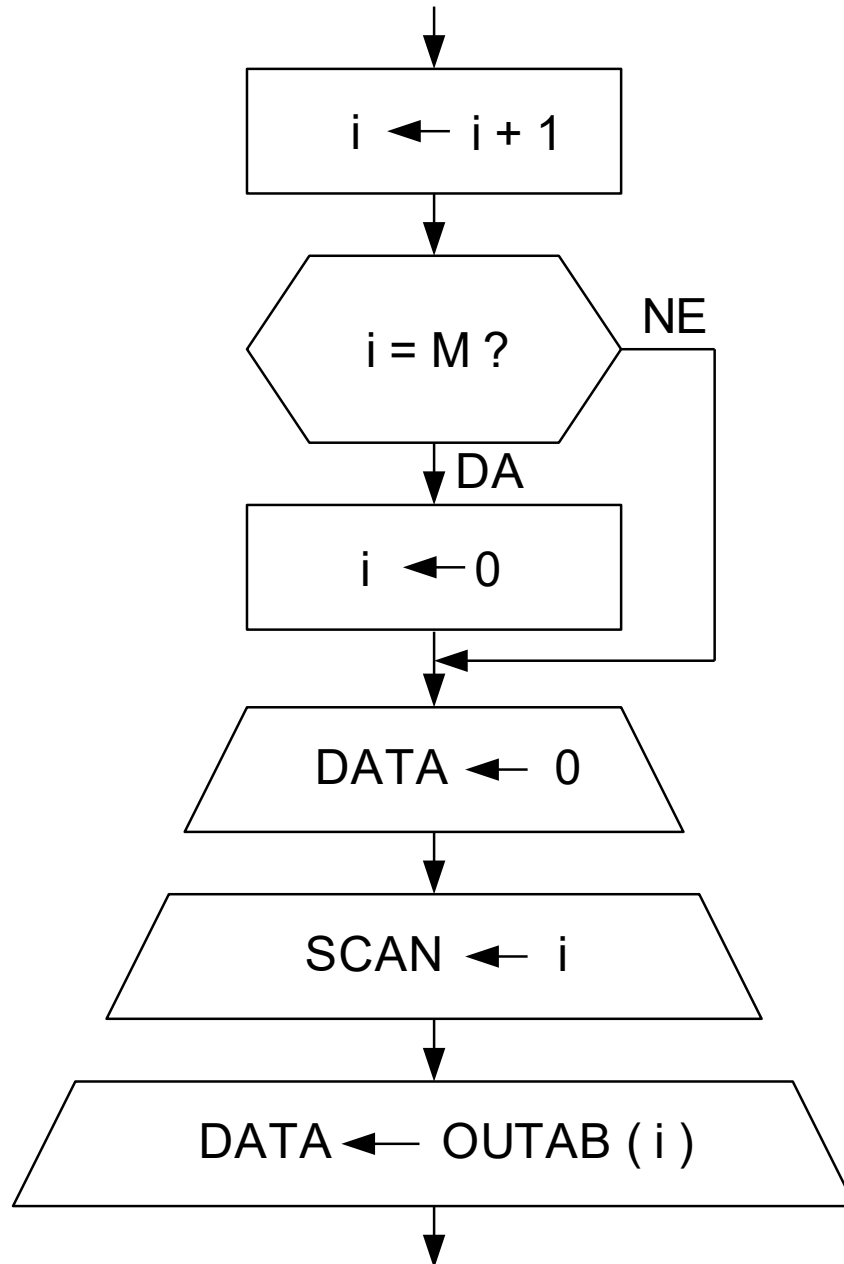 i ← i + 1
i = M ?
NE
DA
i ← 0
DATA ← 0
SCAN ← i
DATA ← OUTAB ( i )